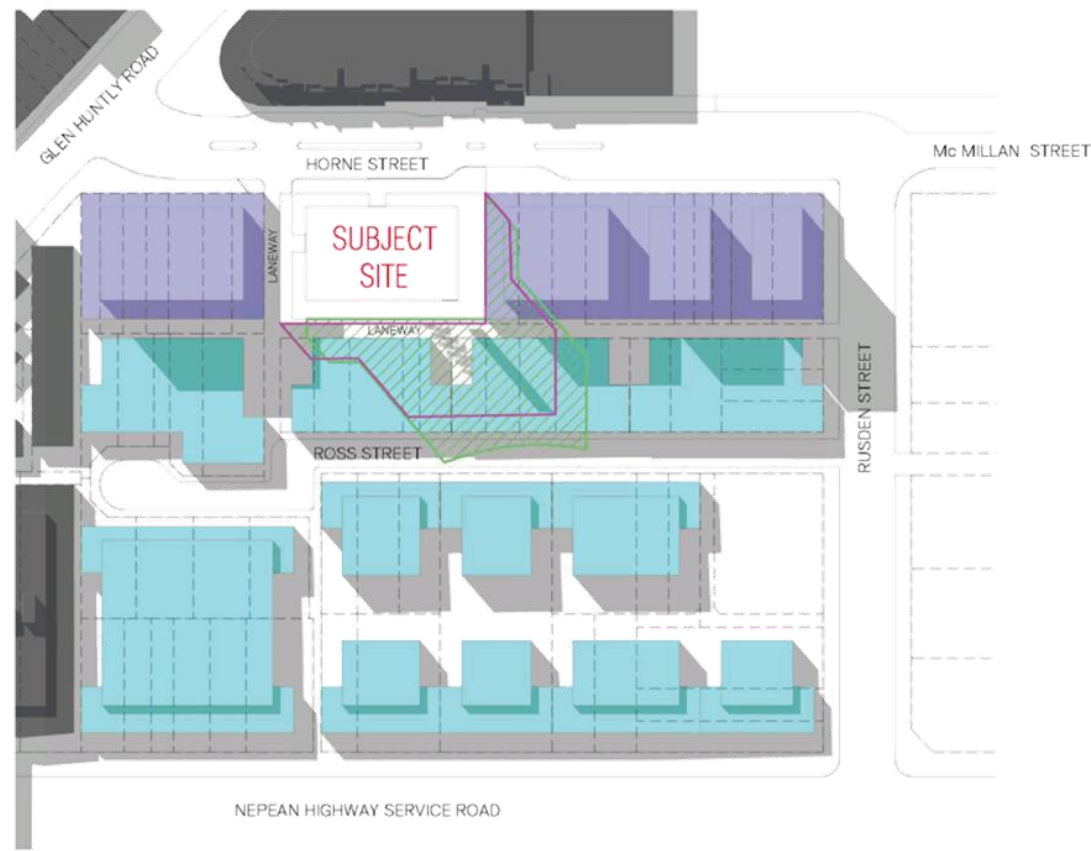 GLEN HUNTLY ROAD
HORNE STREET
Mc MILLAN STREET
SUBJECT
SITE
LANEWAY
LANEWAY
RUSDEN STREET
ROSS STREET
NEPEAN HIGHWAY SERVICE ROAD